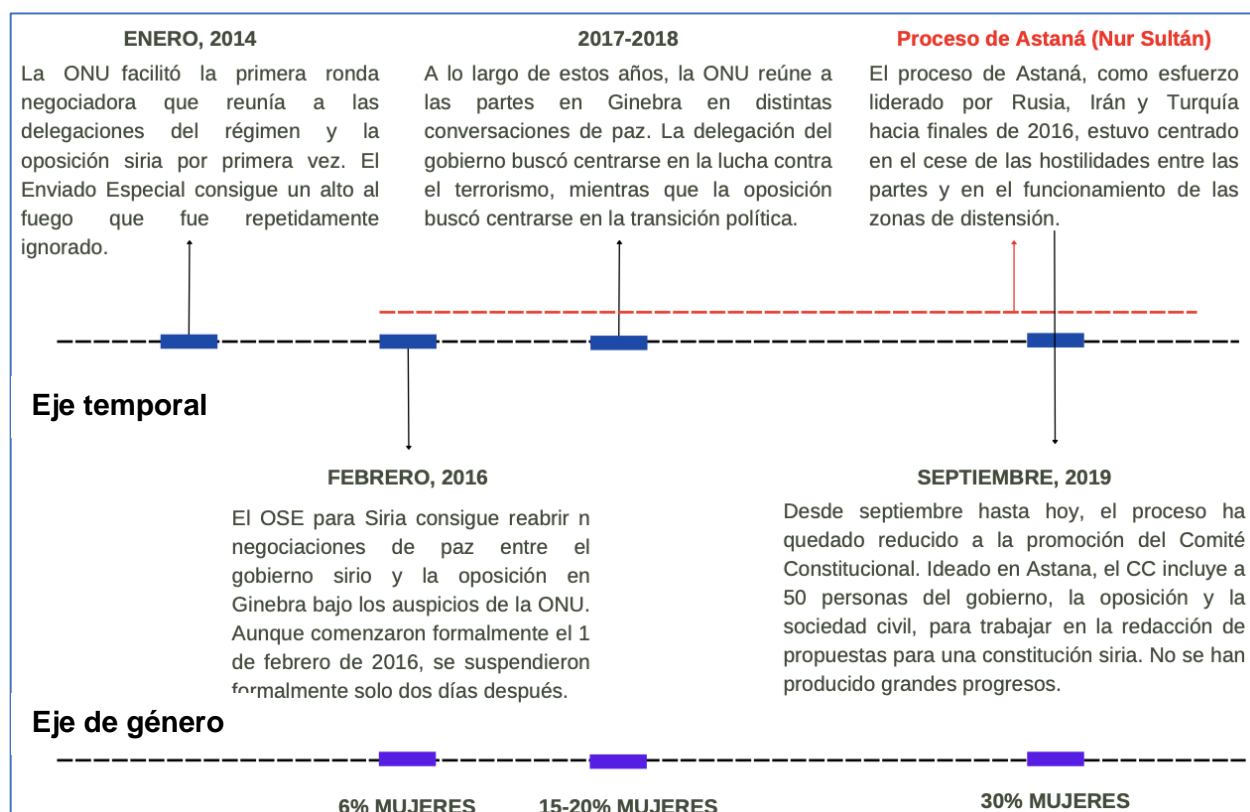 ENERO, 2014
La ONU facilitó la primera ronda
negociadora que reunía a las
delegaciones del régimen y la
oposición siria por primera vez. El
Enviado Especial consigue un alto al
fuego que fue repetidamente
ignorado.
2017-2018
A lo largo de estos años, la ONU reúne a
las partes en Ginebra en distintas
conversaciones de paz. La delegación del
gobierno buscó centrarse en la lucha contra
el terrorismo, mientras que la oposición
buscó centrarse en la transición política.
Proceso de Astaná (Nur Sultán)
El proceso de Astaná, como esfuerzo
liderado por Rusia, Irán y Turquía
hacia finales de 2016, estuvo centrado
en el cese de las hostilidades entre las
partes y en el funcionamiento de las
zonas de distensión.
Eje temporal
FEBRERO, 2016
El OSE para Siria consigue reabrir n
negociaciones de paz entre el
gobierno sirio y la oposición en
Ginebra bajo los auspicios de la ONU.
Aunque comenzaron formalmente el 1
de febrero de 2016, se suspendieron
formalmente solo dos días después.
SEPTIEMBRE, 2019
Desde septiembre hasta hoy, el proceso ha
quedado reducido a la promoción del Comité
Constitucional. Ideado en Astana, el CC incluye a
50 personas del gobierno, la oposición y la
sociedad civil, para trabajar en la redacción de
propuestas para una constitución siria. No se han
producido grandes progresos.
Eje de género
6% MUJERES
15-20% MUJERES
30% MUJERES